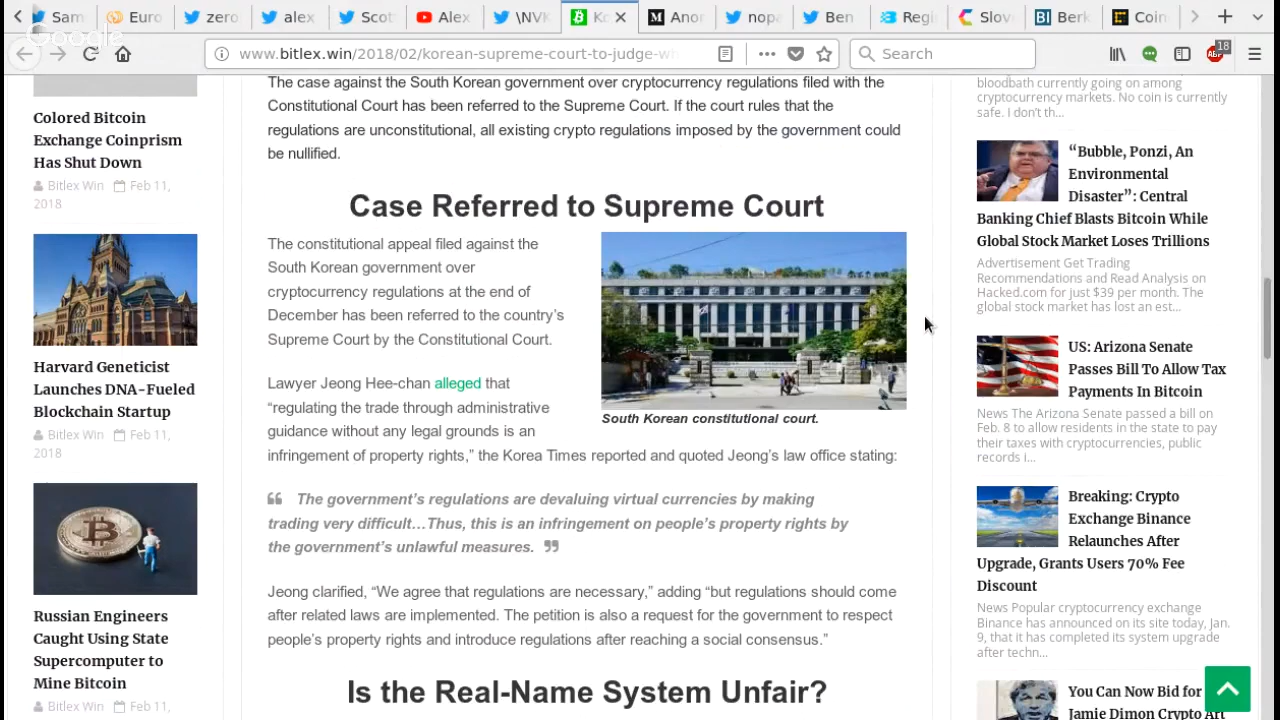 Sam
Euro
zero
alex
Scot
Alex
\NVK
Ko
Anor
nopa
Ben
Regi
Slov
Berk
Coin
Google
www.bitlex.win/2018/02/korean-supreme-court-to-judge-wh
Search
18
Colored Bitcoin
Exchange Coinprism
Has Shut Down
Bitlex Win Feb 11,
2018
Harvard Geneticist
Launches DNA-Fueled
Blockchain Startup
Bitlex Win Feb 11,
2018
Russian Engineers
Caught Using State
Supercomputer to
Mine Bitcoin
Bitlex Win Feb 11,
The case against the South Korean government over cryptocurrency regulations filed with the
Constitutional Court has been referred to the Supreme Court. If the court rules that the
regulations are unconstitutional, all existing crypto regulations imposed by the government could
be nullified.
Case Referred to Supreme Court
The constitutional appeal filed against the
South Korean government over
cryptocurrency regulations at the end of
December has been referred to the country's
Supreme Court by the Constitutional Court.
South Korean constitutional court.
Lawyer Jeong Hee-chan alleged that
“regulating the trade through administrative
guidance without any legal grounds is an
infringement of property rights,” the Korea Times reported and quoted Jeong's law office stating:
“ The government's regulations are devaluing virtual currencies by making
trading very difficult…Thus, this is an infringement on people's property rights by
the government's unlawful measures. ”
Jeong clarified, “We agree that regulations are necessary,” adding “but regulations should come
after related laws are implemented. The petition is also a request for the government to respect
people's property rights and introduce regulations after reaching a social consensus.”
Is the Real-Name System Unfair?
bloodbath currently going on among
cryptocurrency markets. No coin is currently
safe. I don't th...
“Bubble, Ponzi, An
Environmental
Disaster”: Central
Banking Chief Blasts Bitcoin While
Global Stock Market Loses Trillions
Advertisement Get Trading
Recommendations and Read Analysis on
Hacked.com for just $39 per month. The
global stock market has lost an est...
US: Arizona Senate
Passes Bill To Allow Tax
Payments In Bitcoin
News The Arizona Senate passed a bill on
Feb. 8 to allow residents in the state to pay
their taxes with cryptocurrencies, public
records i...
Breaking: Crypto
Exchange Binance
Relaunches After
Upgrade, Grants Users 70% Fee
Discount
News Popular cryptocurrency exchange
Binance has announced on its site today, Jan.
9, that it has completed its system upgrade
after techn...
You Can Now Bid for
Jamie Dimon Crypto Art